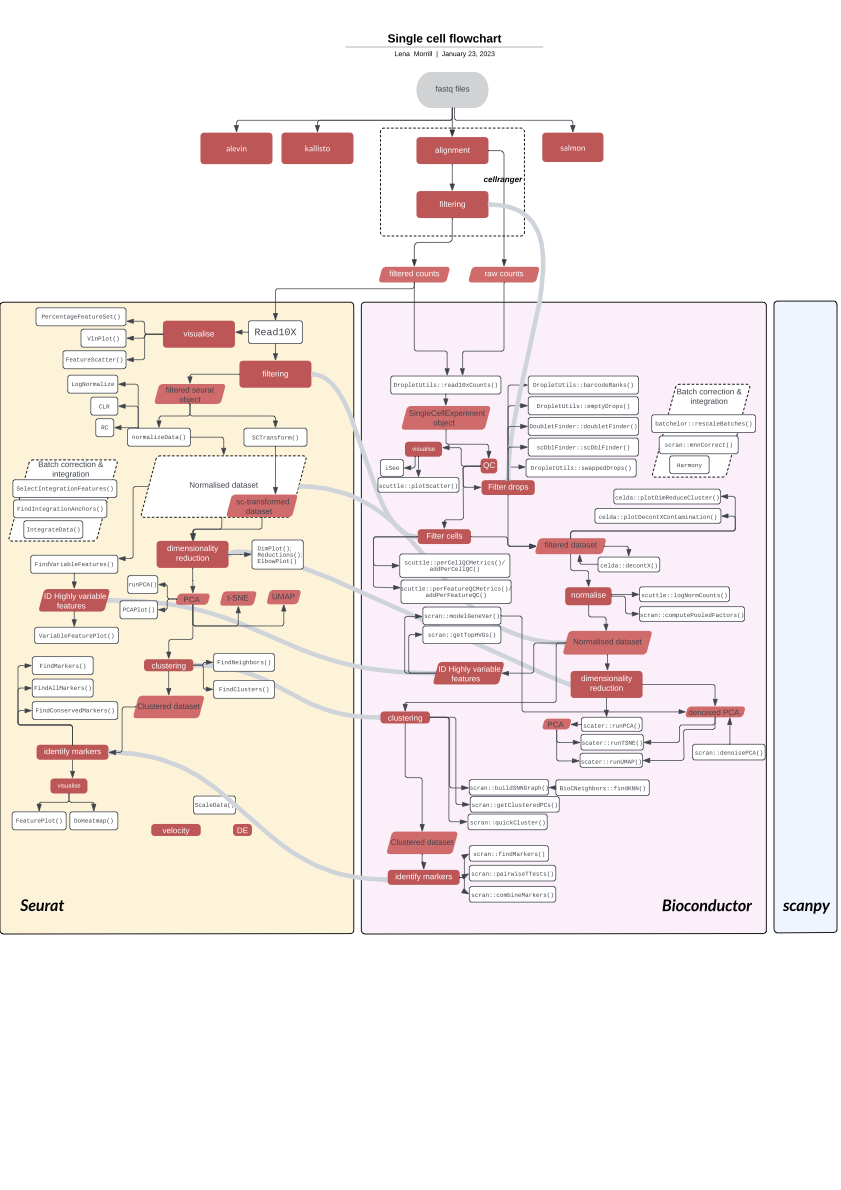 Single cell flowchart
Lena Morrill | January 23, 2023
fastq files
alevin
kallisto
alignment
salmon
cellranger
filtering
filtered counts
raw counts
PercentageFeatureSet()
VlnPlot()
FeatureScatter()
visualise
Read10X
filtering
LogNormalize
CLR
RC
filtered seurat
object
normalizeData()
SCTransform()
Batch correction &
integration
SelectIntegrationFeatures()
FindIntegrationAnchors()
IntegrateData()
Normalised dataset
sc-transformed
dataset
dimensionality
reduction
DimPlot();
Reductions();
ElbowPlot()
FindVariableFeatures()
runPCA()
PCAPlot()
PCA
t-SNE
UMAP
ID Highly variable
features
VariableFeaturePlot()
FindMarkers()
FindAllMarkers()
FindConservedMarkers()
clustering
FindNeighbors()
FindClusters()
Clustered dataset
identify markers
visualise
FeaturePlot()
DoHeatmap()
ScaleData()
velocity
DE
Seurat
DropletUtils::read10xCounts()
SingleCellExperiment
object
visualise
iSee
scuttle::plotScatter()
QC
Filter drops
DropletUtils::barcodeRanks()
DropletUtils::emptyDrops()
DoubletFinder::doubletFinder()
scDblFinder::scDblFinder()
DropletUtils::swappedDrops()
Batch correction &
integration
batchelor::rescaleBatches()
scran::mnnCorrect()
Harmony
celda::plotDimReduceCluster()
celda::plotDecontXContamination()
Filter cells
filtered dataset
celda::decontX()
scuttle::perCellQCMetrics()/
addPerCellQC()
scuttle::perFeatureQCMetrics()/
addPerFeatureQC()
normalise
scuttle::logNormCounts()
scran::computePooledFactors()
scran::modelGeneVar()
scran::getTopHVGs()
Normalised dataset
ID Highly variable
features
dimensionality
reduction
clustering
PCA
scater::runPCA()
scater::runTSNE()
scater::runUMAP()
denoised PCA
scran::denoisePCA()
scran::buildSNNGraph()
BioCNeighbors::findKNN()
scran::getClusteredPCs()
scran::quickCluster()
Clustered dataset
identify markers
scran::findMarkers()
scran::pairwiseTTests()
scran::combineMarkers()
Bioconductor
scanpy